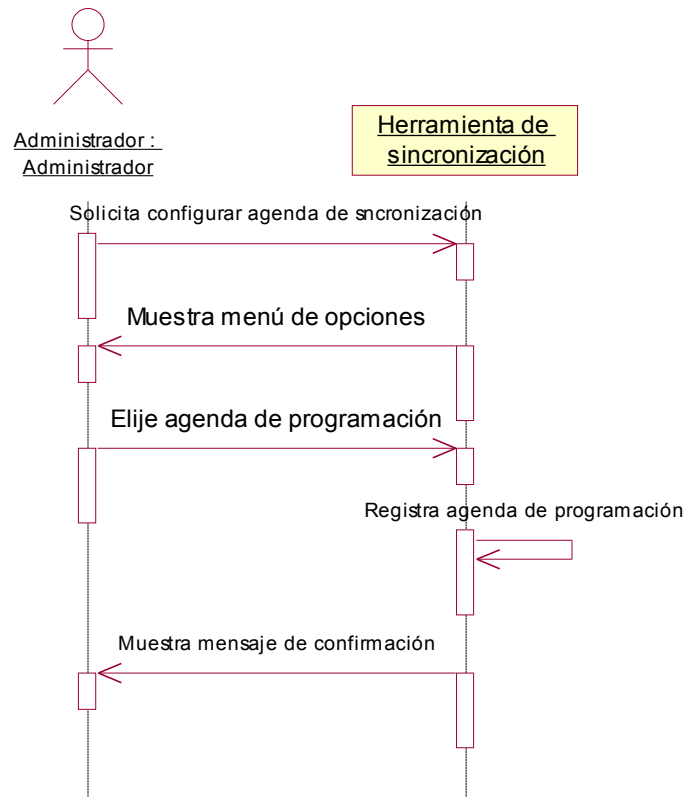 Administrador :
Administrador
Herramienta de
sincronización
Solicita configurar agenda de sncronización
Muestra menú de opciones
Elije agenda de programación
Registra agenda de programación
Muestra mensaje de confirmación